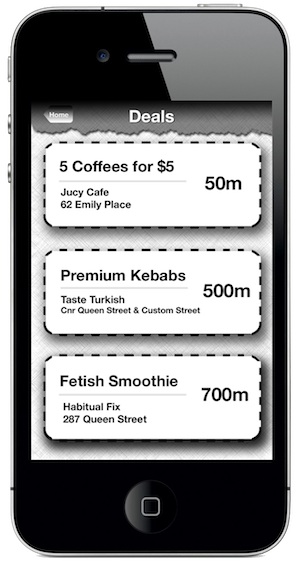 Home
Deals
5 Coffees for $5
50m
Jucy Cafe
62 Emily Place
Premium Kebabs
500m
Taste Turkish
Cnr Queen Street & Custom Street
Fetish Smoothie
700m
Habitual Fix
287 Queen Street